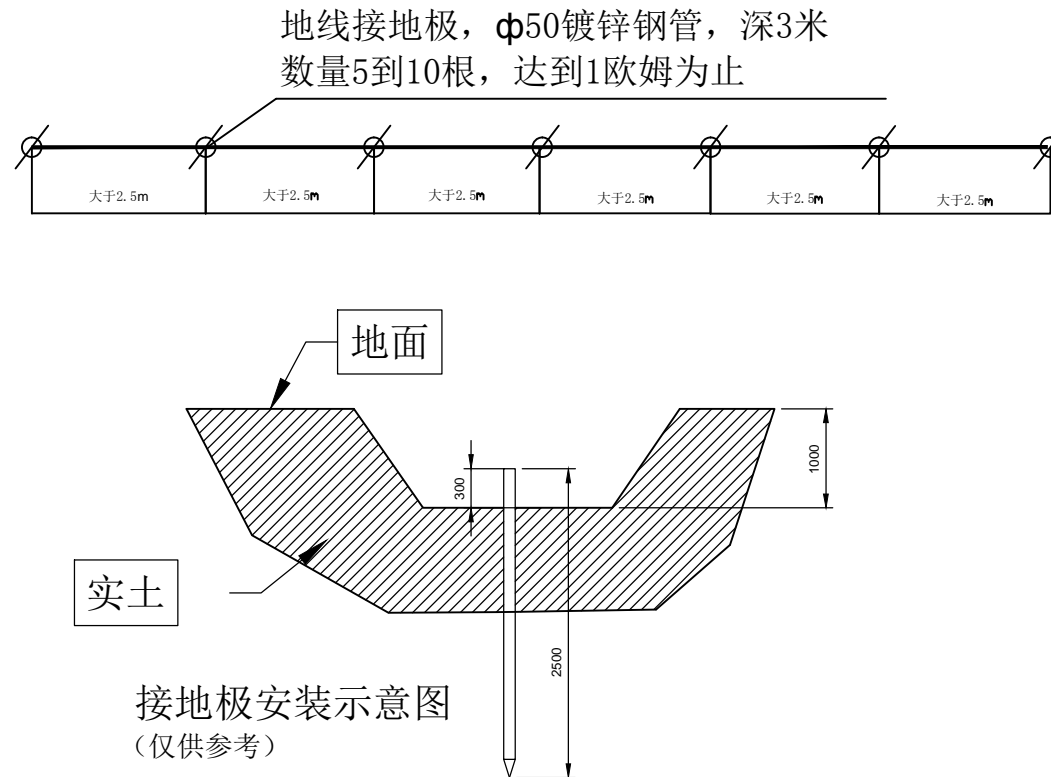 地线接地极，ф50镀锌钢管，深3米
数量5到10根，达到1欧姆为止
大于2.5m
大于2.5m
大于2.5m
大于2.5m
大于2.5m
大于2.5m
地面
1000
300
实土
2500
接地极安装示意图
（仅供参考）